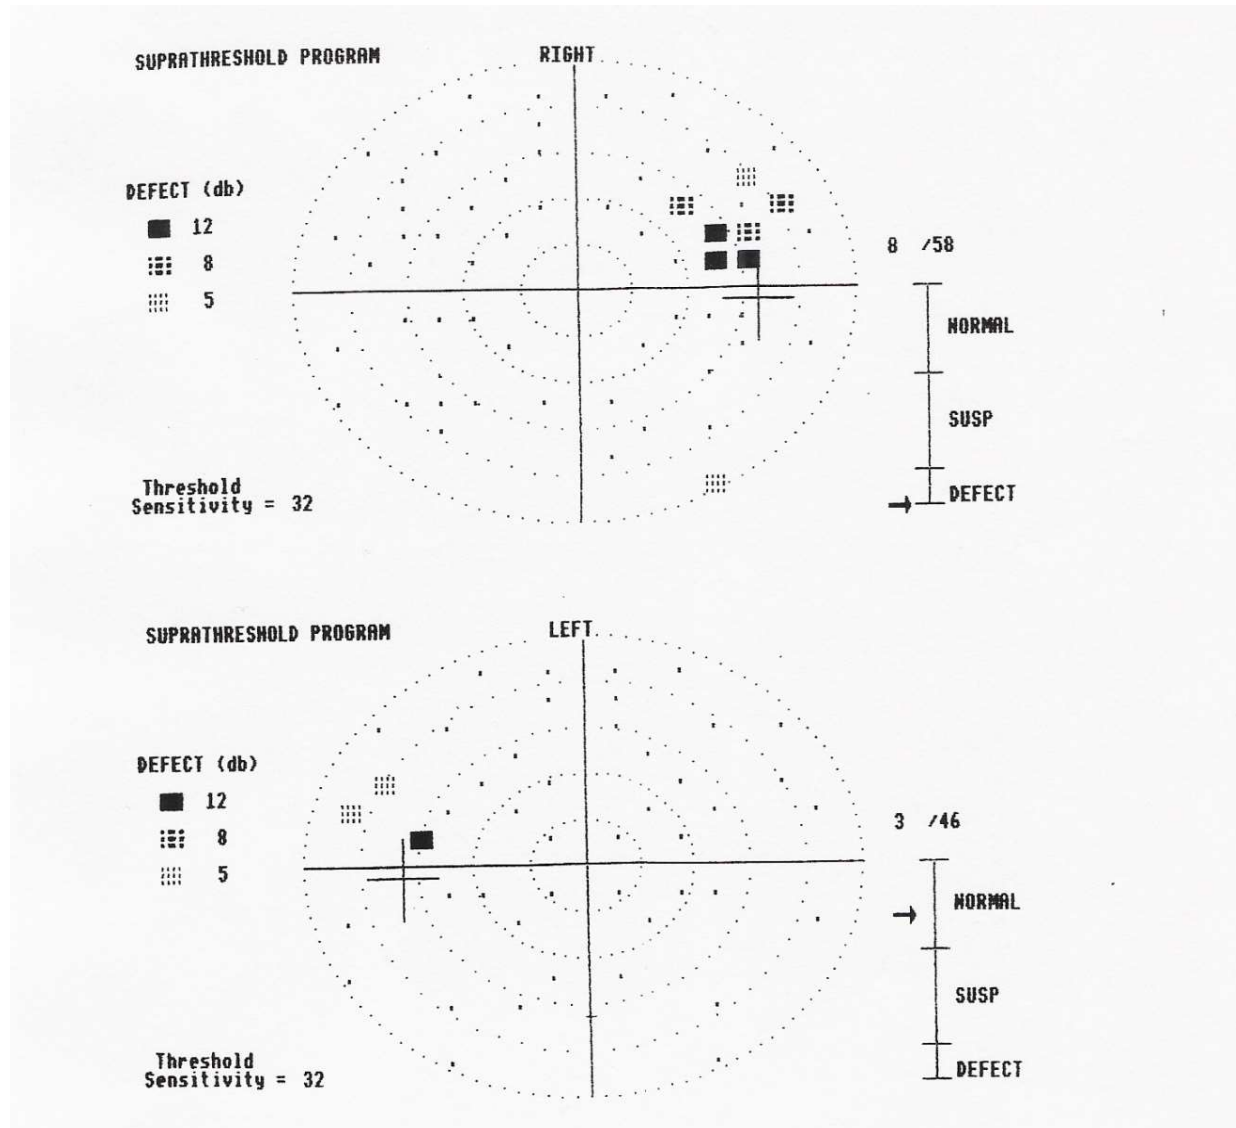 SUPRATHRESHOLD PROGRAM
RIGHT
DEFECT (db)
12
8
5
8 /58
NORMAL
SUSP
DEFECT
Threshold
Sensitivity = 32
SUPRATHRESHOLD PROGRAM
LEFT
DEFECT (db)
12
8
5
3 /46
NORMAL
SUSP
DEFECT
Threshold
Sensitivity = 32